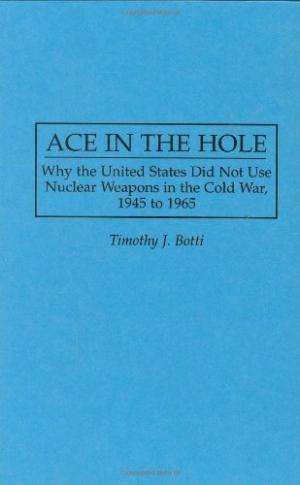 ACE IN THE HOLE
Why the United States Did Not Use
Nuclear Weapons in the Cold War,
1945 to 1965
Timothy J. Botti